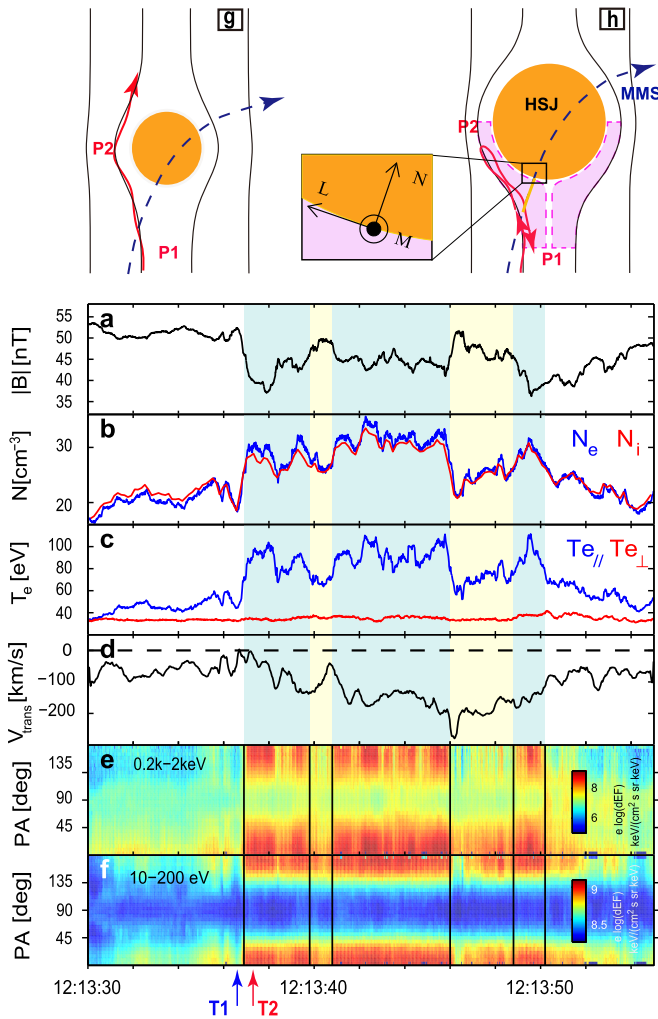 g
h
HSJ
MMS
P2
P2
L
N
M
P1
P1
a
|B| [nT]
55
50
45
40
35
b
N[cm⁻³]
30
20
Nₑ Nᵢ
c
Tₑ [eV]
100
80
60
40
Te// Te⊥
d
V_trans [km/s]
0
−100
−200
e
0.2k−2keV
PA [deg]
135
90
45
8
6
e log(dEF)
keV/(cm² s sr keV)
f
10−200 eV
PA [deg]
135
90
45
9
8.5
e log(dEF)
keV/(cm² s sr keV)
12:13:30 12:13:40 12:13:50
T1 T2